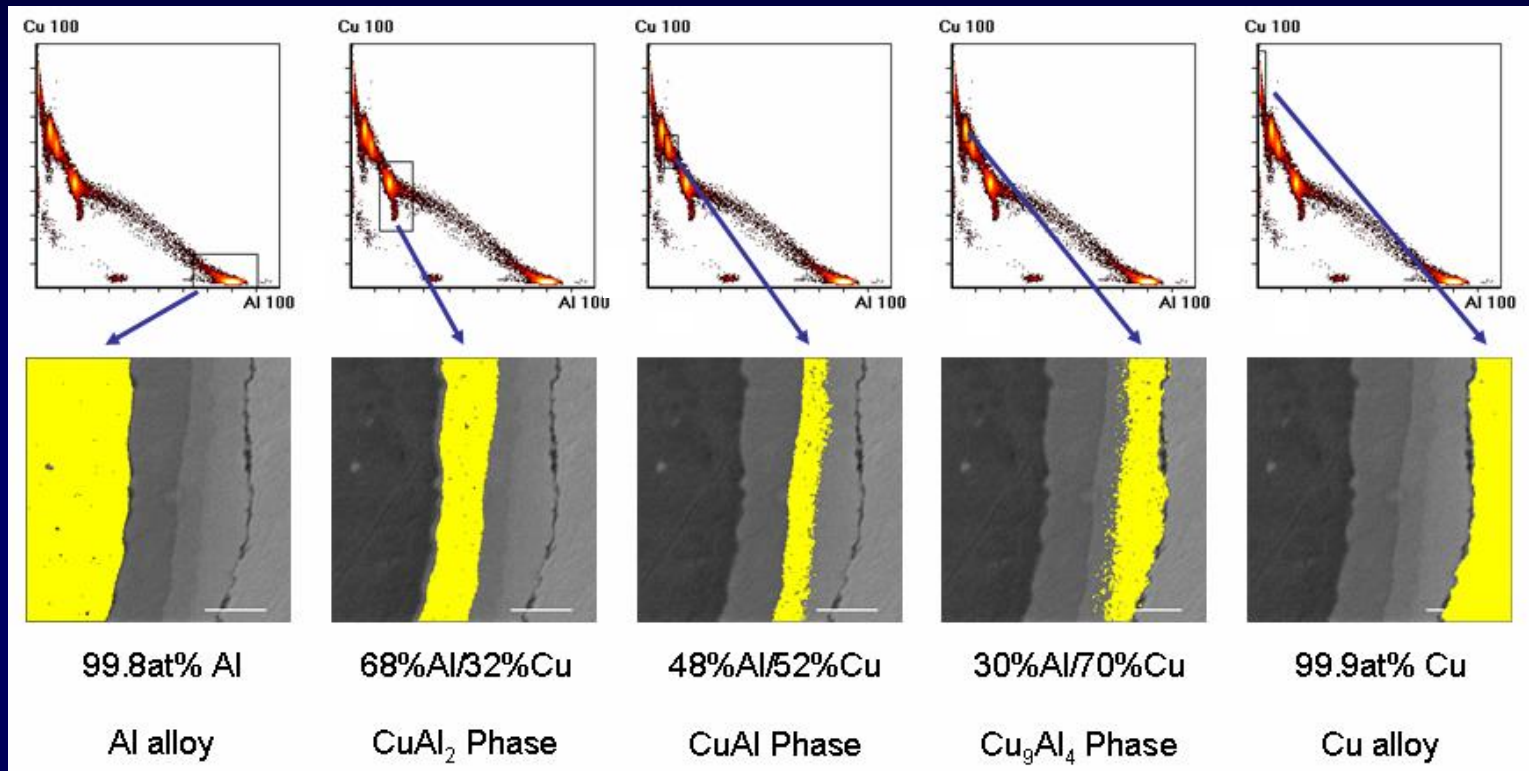 Cu 100
Cu 100
Cu 100
Cu 100
Cu 100
Al 100
Al 100
Al 100
Al 100
Al 100
99.8at% Al
68%Al/32%Cu
48%Al/52%Cu
30%Al/70%Cu
99.9at% Cu
Al alloy
CuAl₂ Phase
CuAl Phase
Cu₉Al₄ Phase
Cu alloy